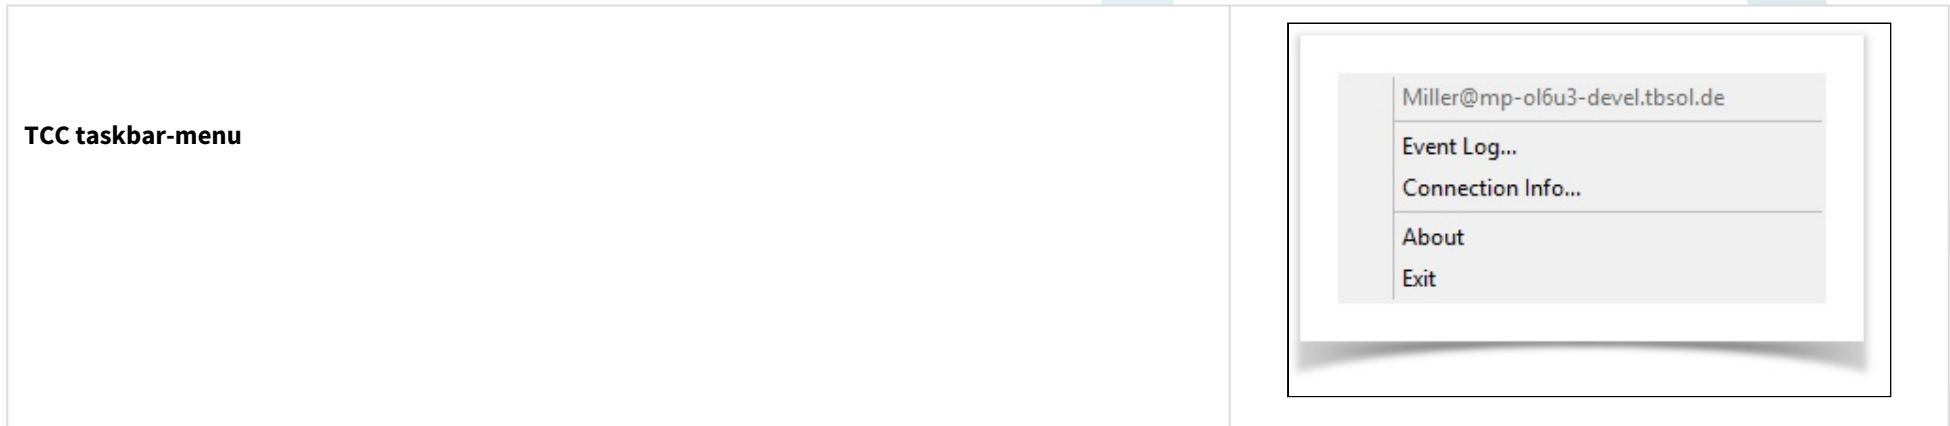 TCC taskbar-menu
Miller@mp-ol6u3-devel.tbsol.de
Event Log...
Connection Info...
About
Exit